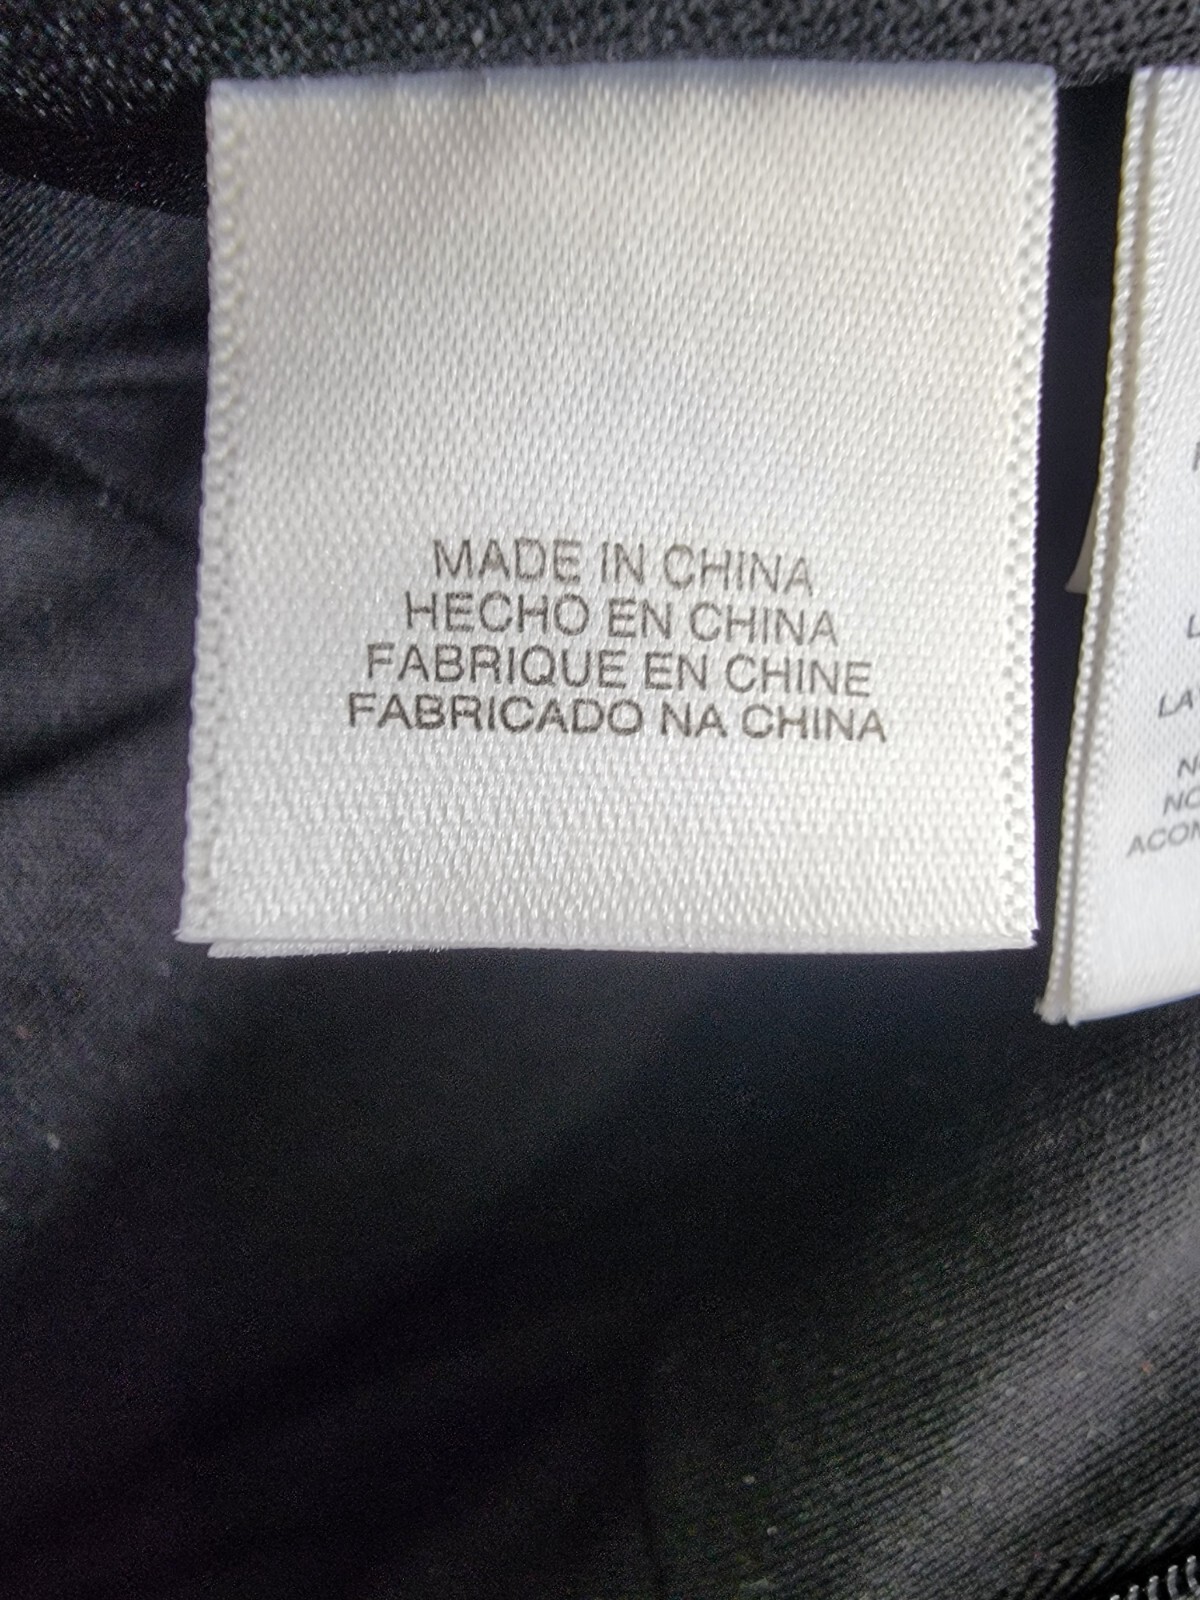 MADE IN CHINA
HECHO EN CHINA
FABRIQUE EN CHINE
FABRICADO NA CHINA